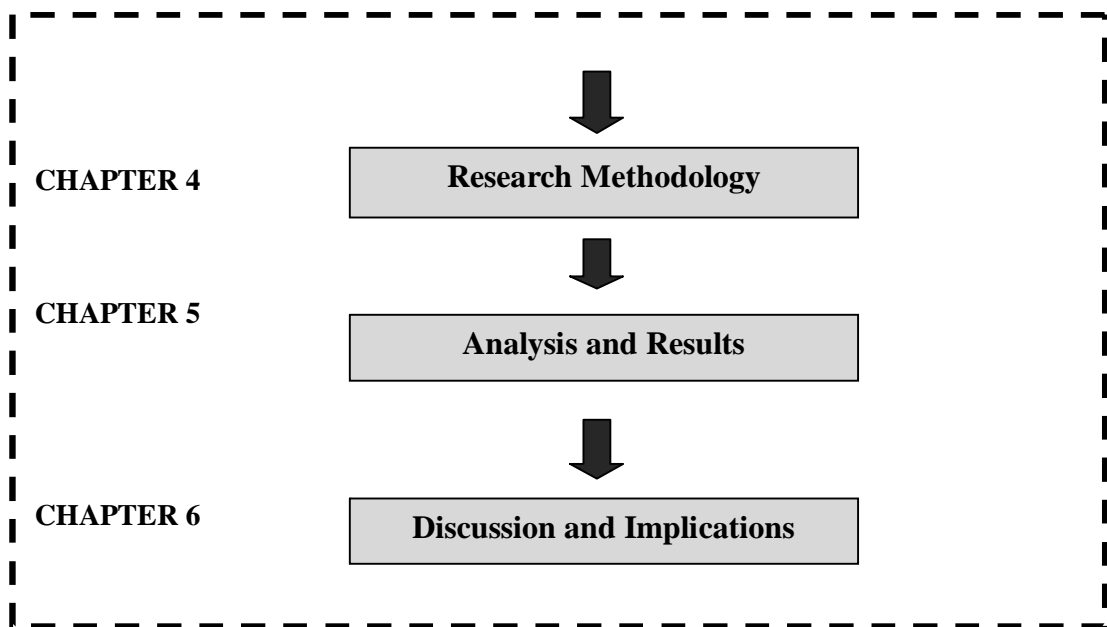 CHAPTER 4
Research Methodology
CHAPTER 5
Analysis and Results
CHAPTER 6
Discussion and Implications